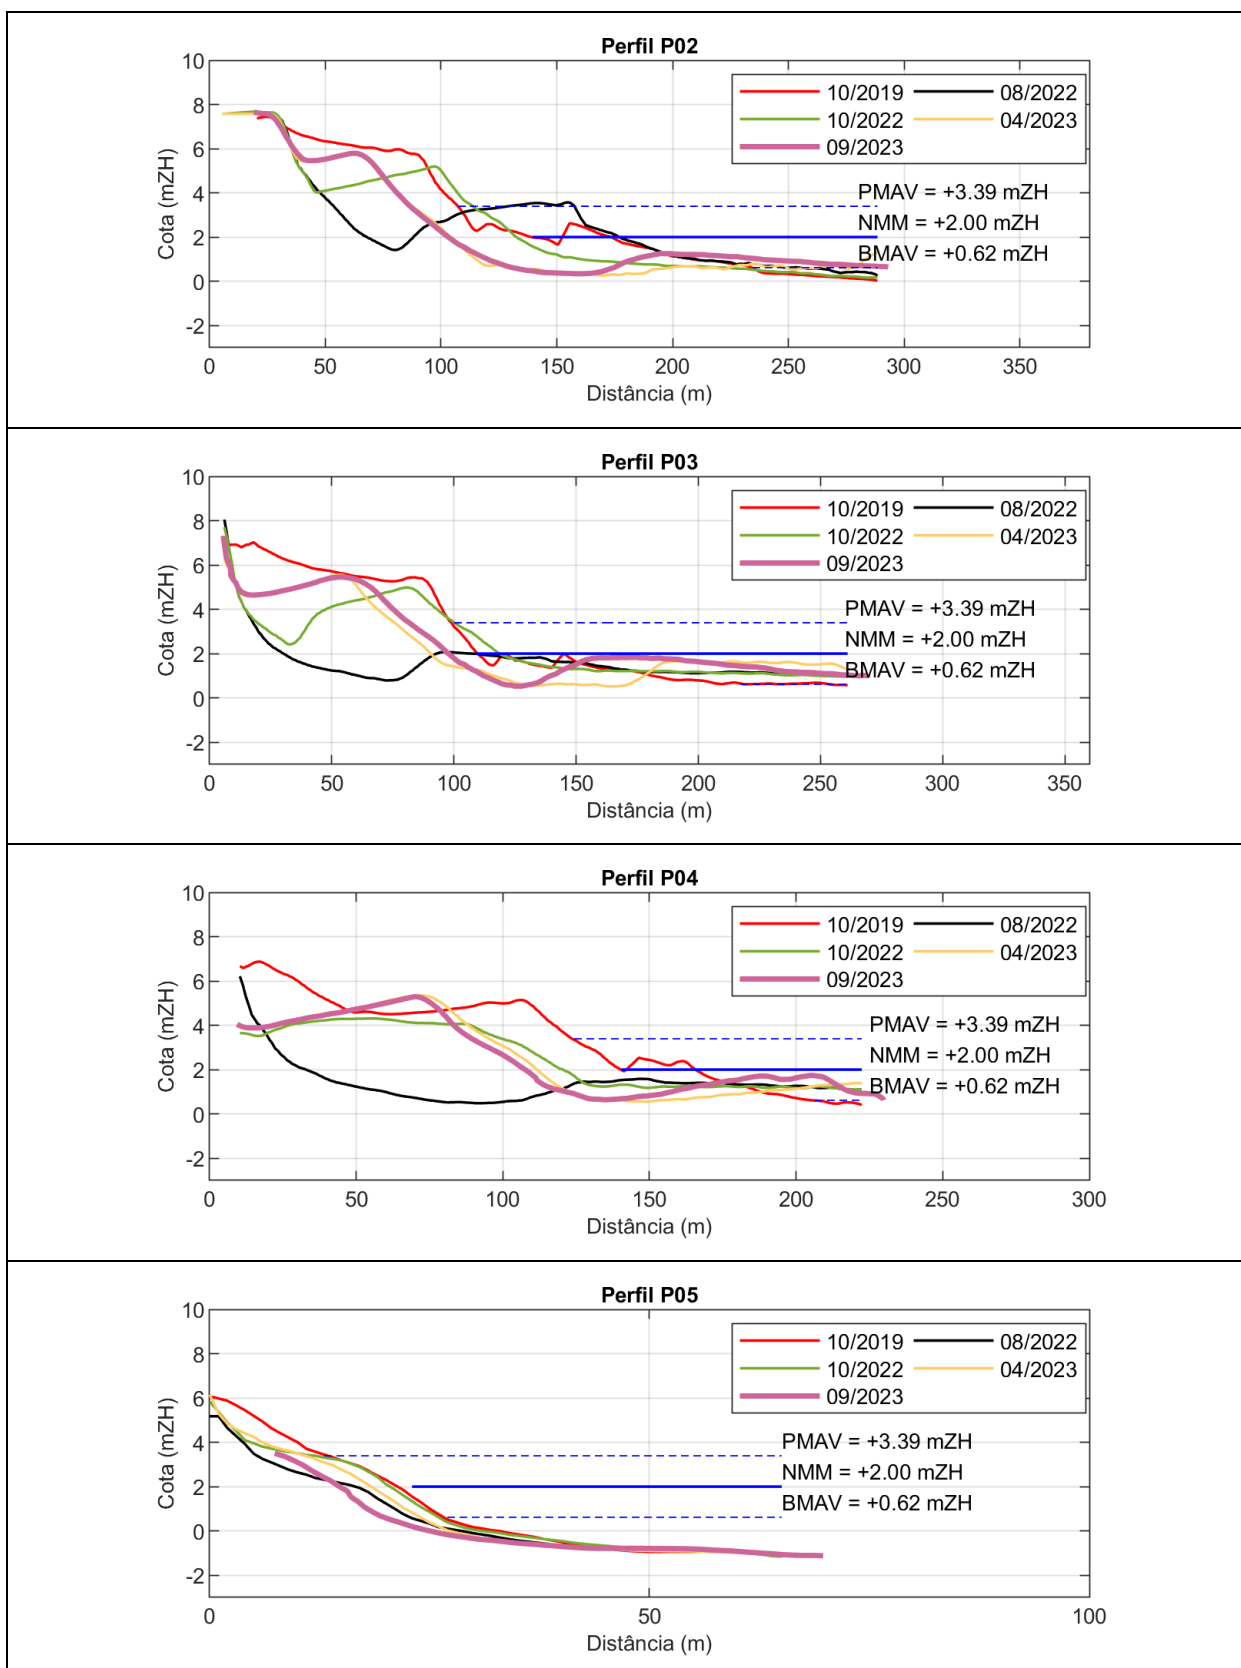 Perfil P02
10
8
6
4
2
0
-2
Cota (mZH)
10/2019 08/2022
10/2022 04/2023
09/2023
PMAV = +3.39 mZH
NMM = +2.00 mZH
BMAV = +0.62 mZH
0 50 100 150 200 250 300 350
Distância (m)
Perfil P03
10
8
6
4
2
0
-2
Cota (mZH)
10/2019 08/2022
10/2022 04/2023
09/2023
PMAV = +3.39 mZH
NMM = +2.00 mZH
BMAV = +0.62 mZH
0 50 100 150 200 250 300 350
Distância (m)
Perfil P04
10
8
6
4
2
0
-2
Cota (mZH)
10/2019 08/2022
10/2022 04/2023
09/2023
PMAV = +3.39 mZH
NMM = +2.00 mZH
BMAV = +0.62 mZH
0 50 100 150 200 250 300
Distância (m)
Perfil P05
10
8
6
4
2
0
-2
Cota (mZH)
10/2019 08/2022
10/2022 04/2023
09/2023
PMAV = +3.39 mZH
NMM = +2.00 mZH
BMAV = +0.62 mZH
0 50 100
Distância (m)